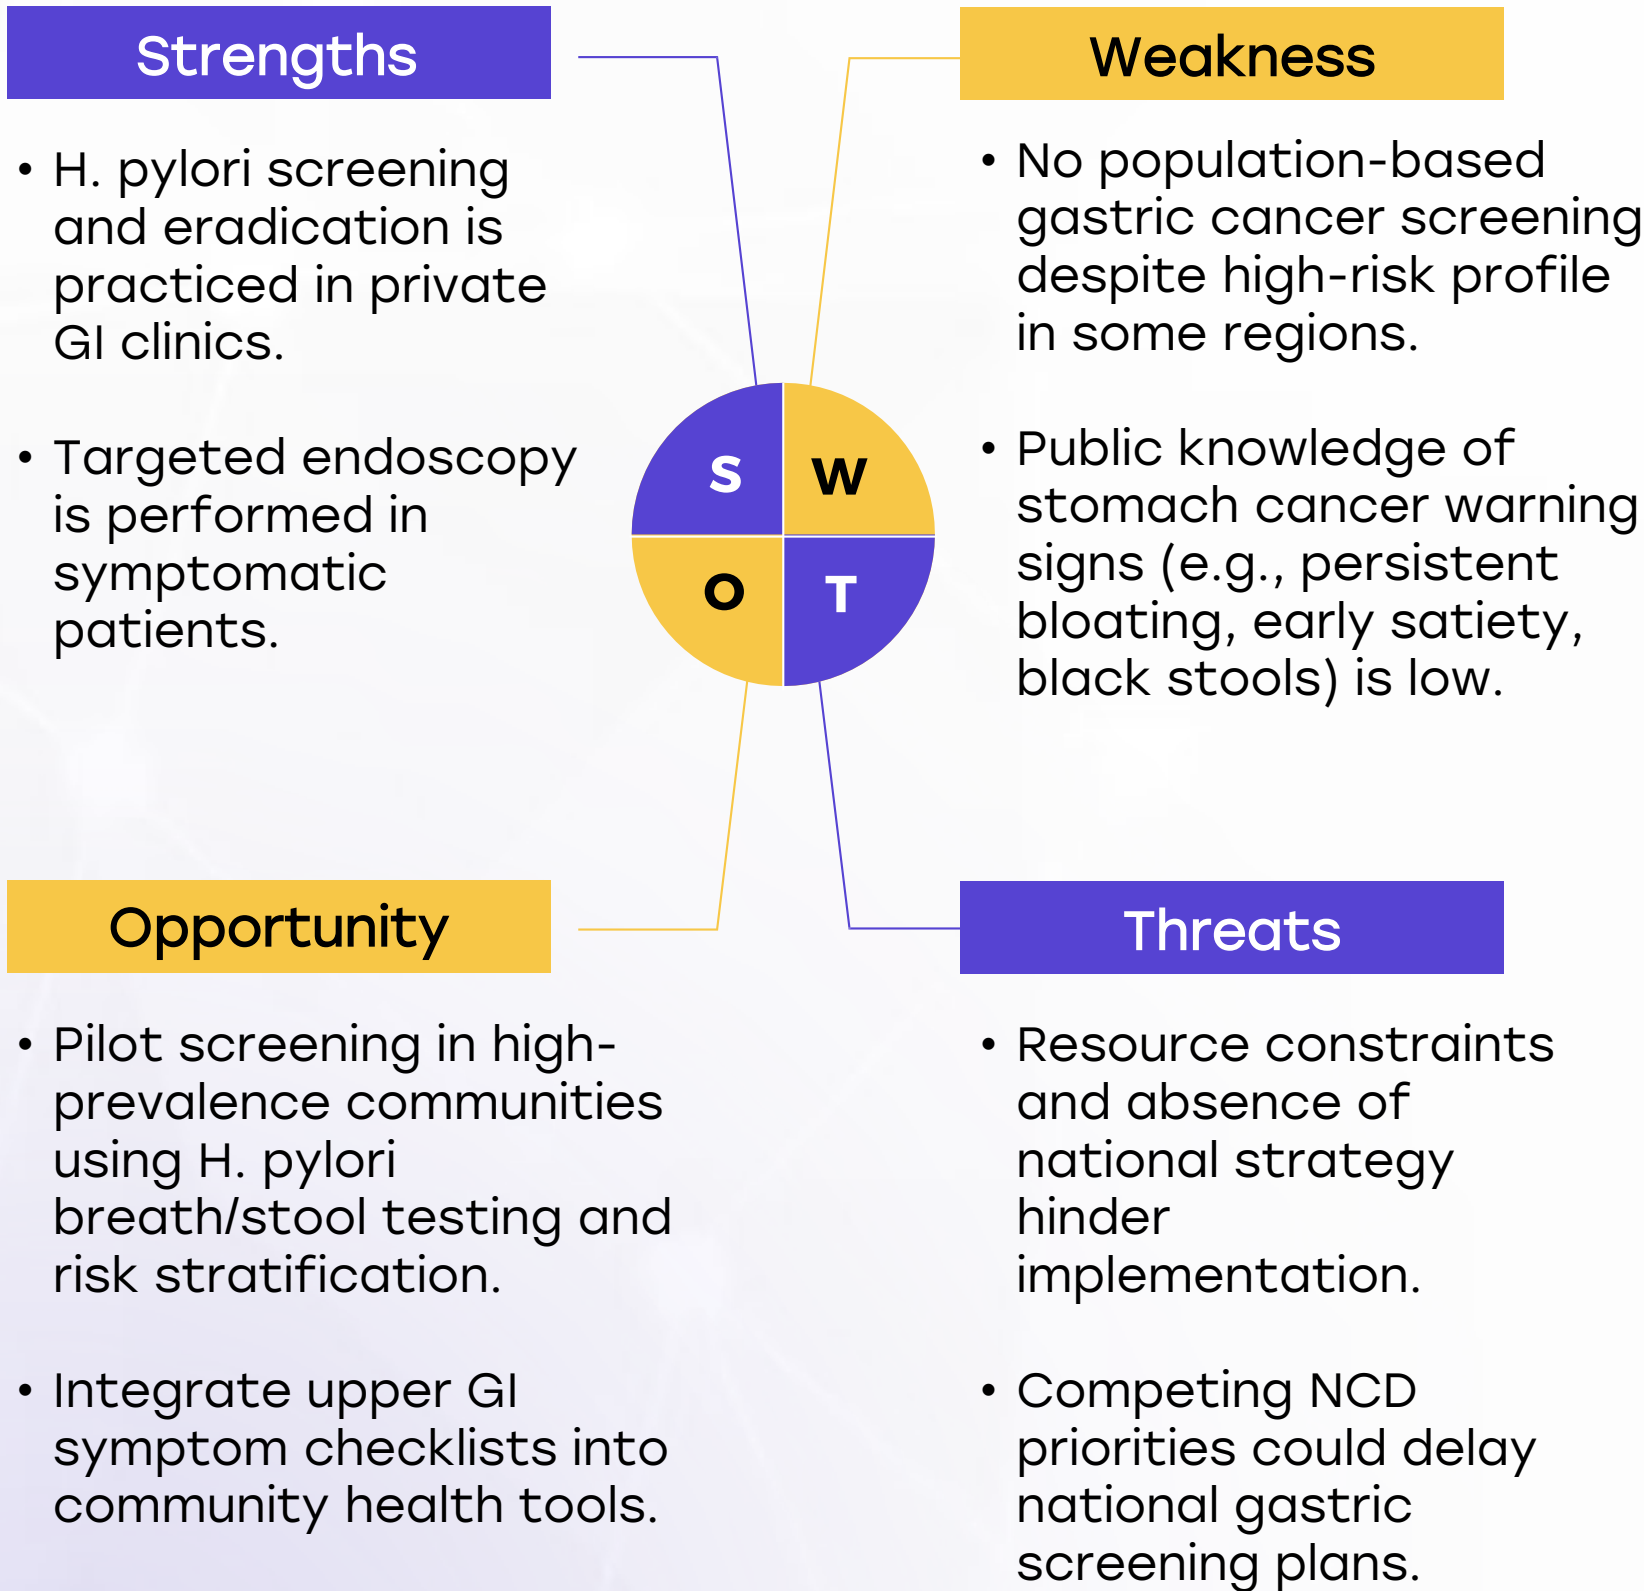 Strengths
• H. pylori screening
and eradication is
practiced in private
GI clinics.
• Targeted endoscopy
is performed in
symptomatic
patients.
Weakness
• No population-based
gastric cancer screening
despite high-risk profile
in some regions.
• Public knowledge of
stomach cancer warning
signs (e.g., persistent
bloating, early satiety,
black stools) is low.
S
W
O
T
Opportunity
• Pilot screening in high-
prevalence communities
using H. pylori
breath/stool testing and
risk stratification.
• Integrate upper GI
symptom checklists into
community health tools.
Threats
• Resource constraints
and absence of
national strategy
hinder
implementation.
• Competing NCD
priorities could delay
national gastric
screening plans.